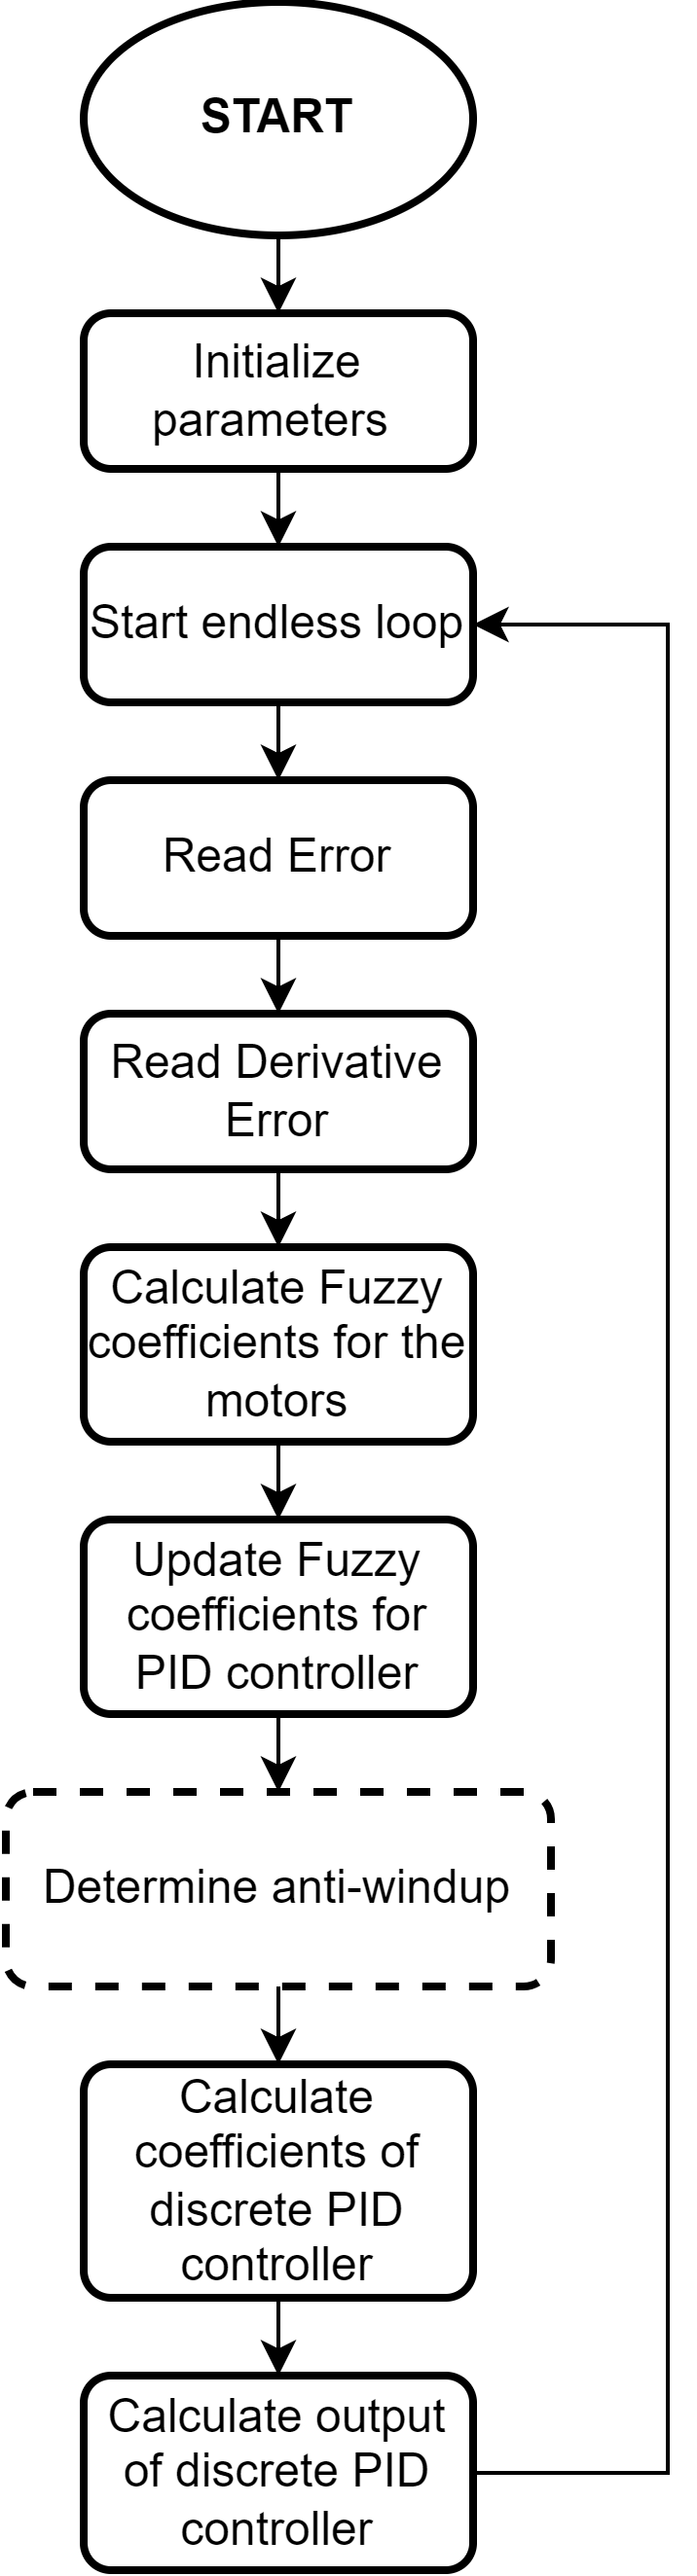 START
Initialize
parameters
Start endless loop
Read Error
Read Derivative
Error
Calculate Fuzzy
coefficients for the
motors
Update Fuzzy
coefficients for
PID controller
Determine anti-windup
Calculate
coefficients of
discrete PID
controller
Calculate output
of discrete PID
controller